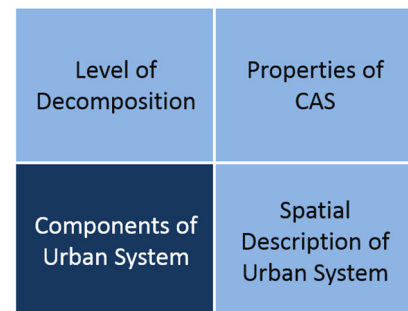 Level of
Decomposition
Properties of
CAS
Components of
Urban System
Spatial
Description of
Urban System